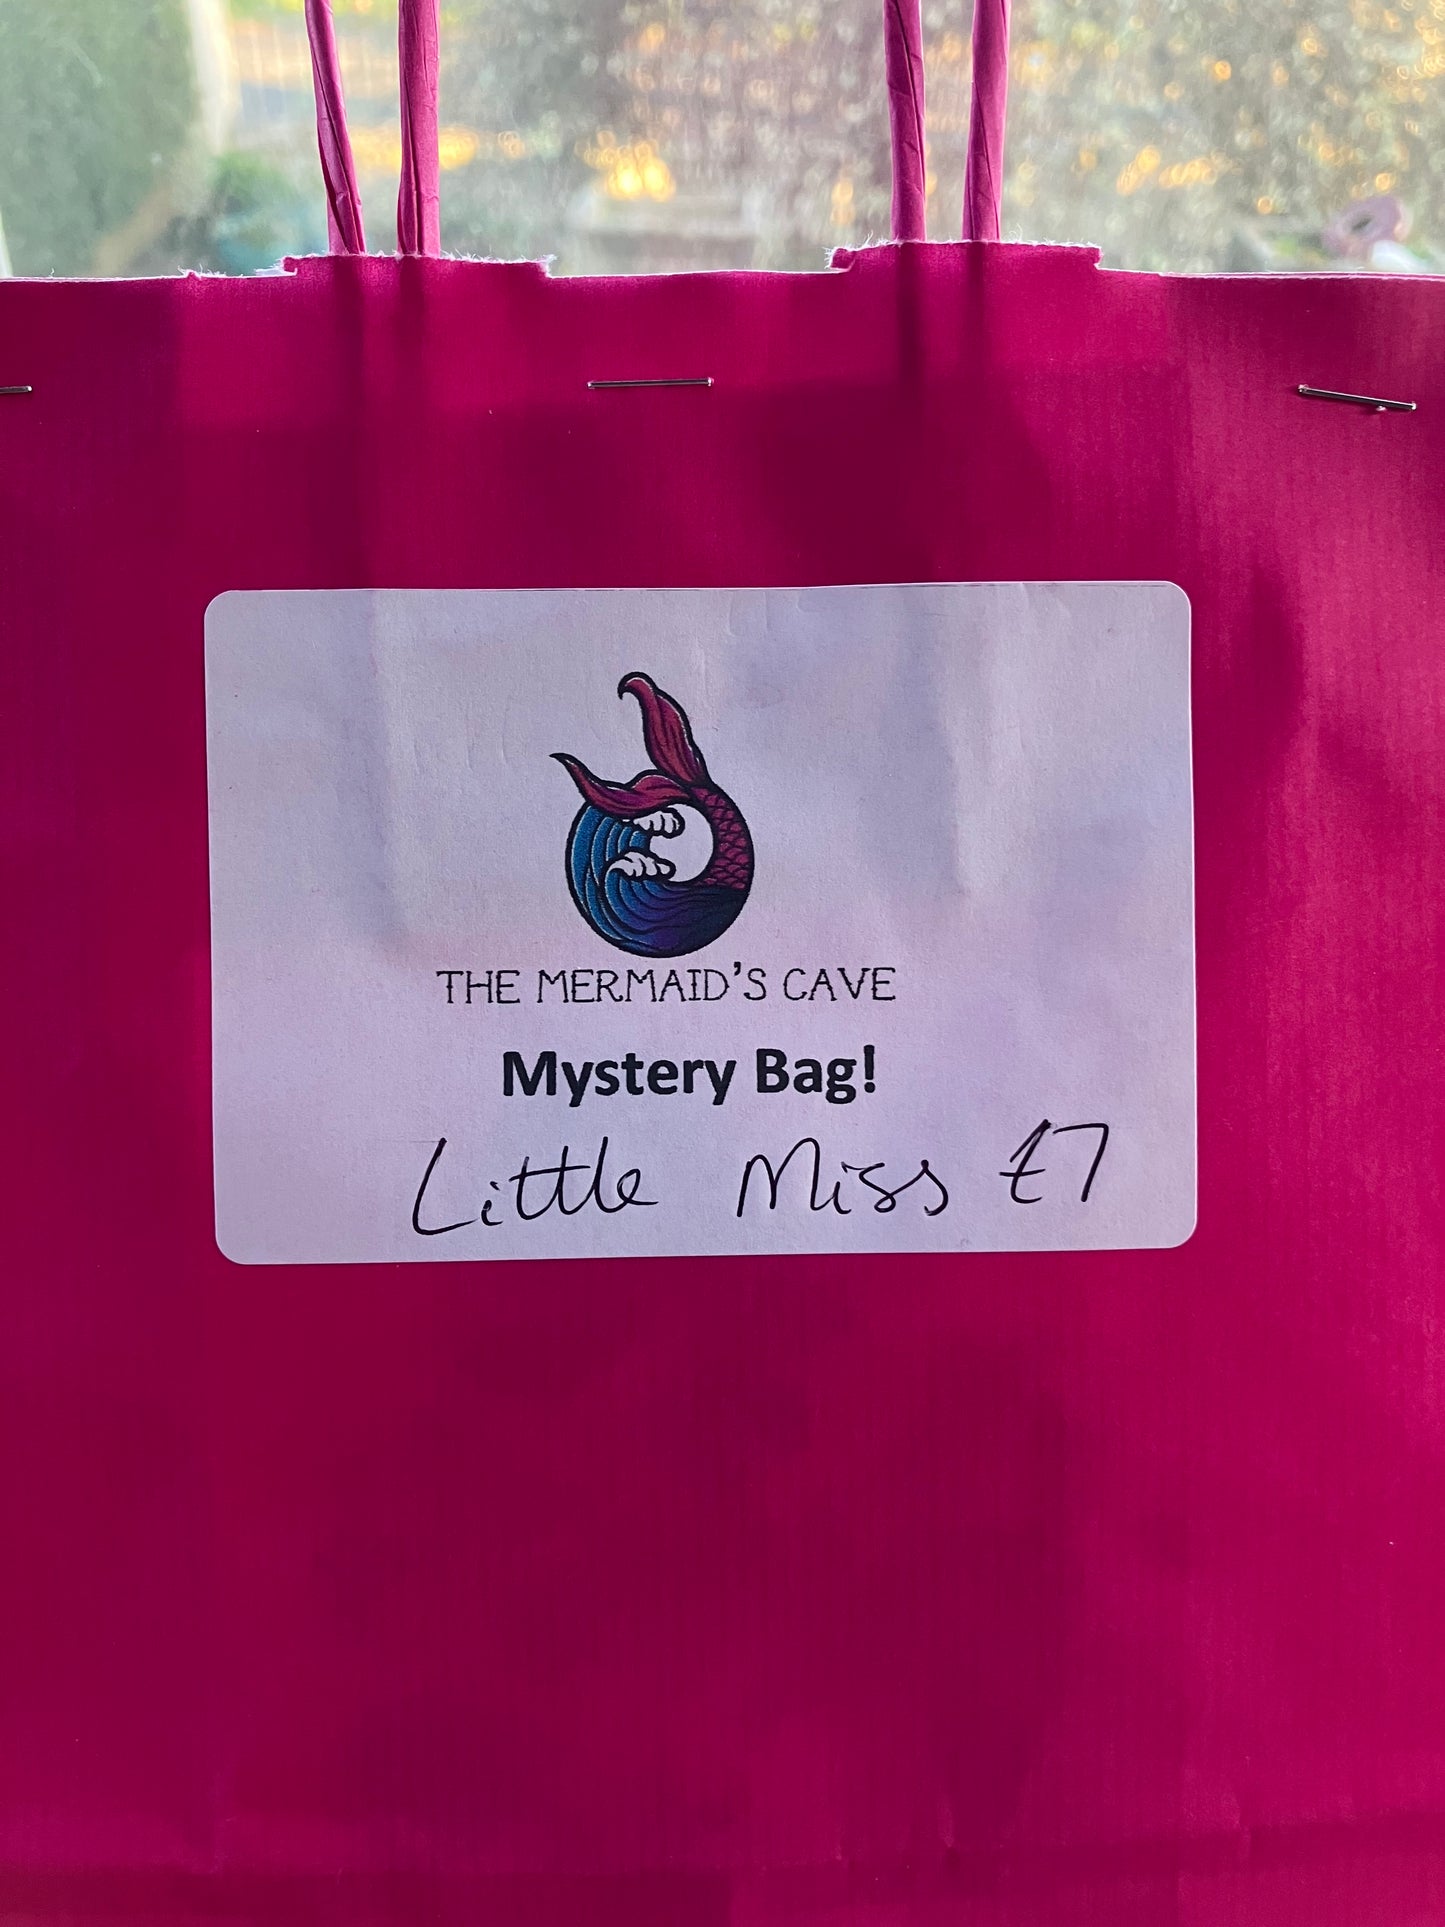 THE MERMAID'S CAVE
Mystery Bag!
Little Miss £7